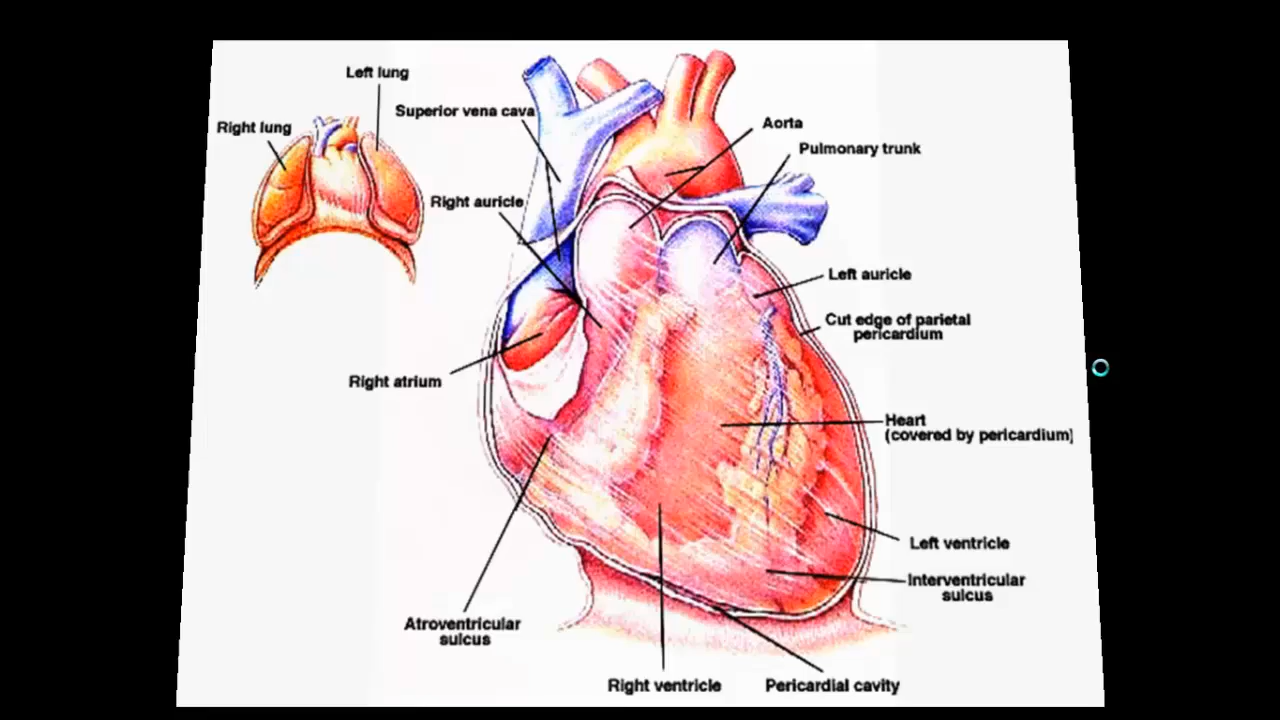 Left lung
Right lung
Superior vena cava
Aorta
Pulmonary trunk
Right auricle
Left auricle
Cut edge of parietal
pericardium
Right atrium
Heart
(covered by pericardium)
Left ventricle
Interventricular
sulcus
Atroventricular
sulcus
Right ventricle
Pericardial cavity